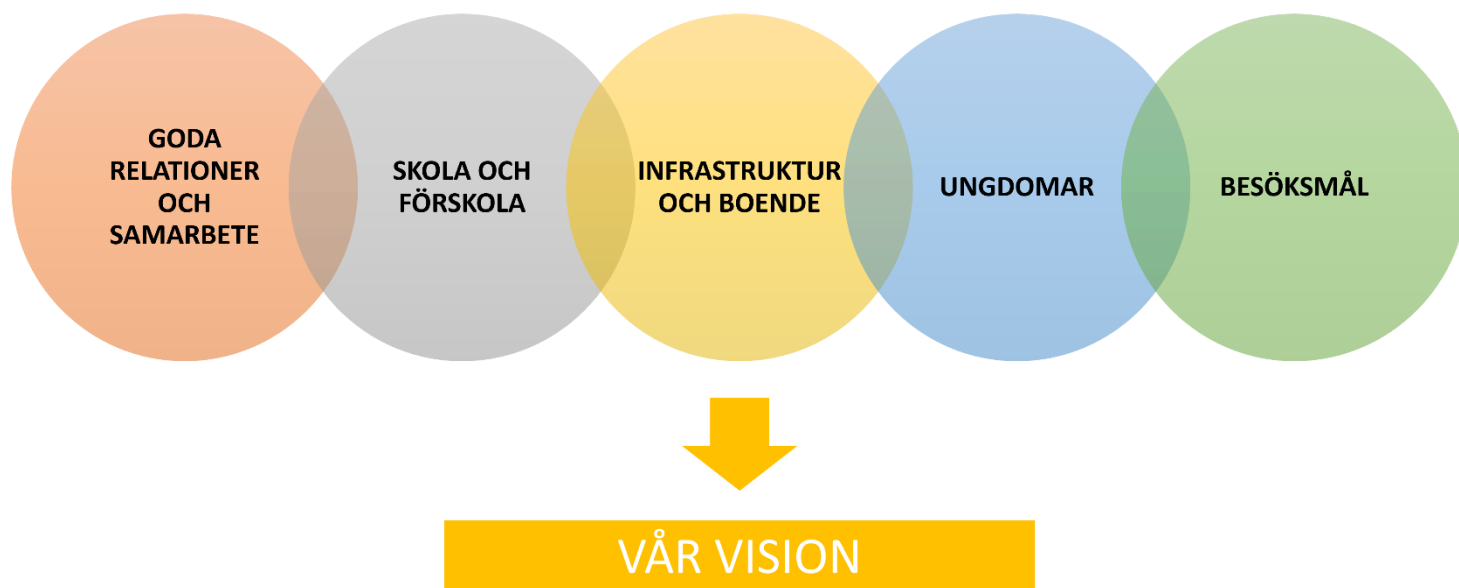 GODA
RELATIONER
OCH
SAMARBETE
SKOLA OCH
FÖRSKOLA
INFRASTRUKTUR
OCH BOENDE
UNGDOMAR
BESÖKSMÅL
VÅR VISION